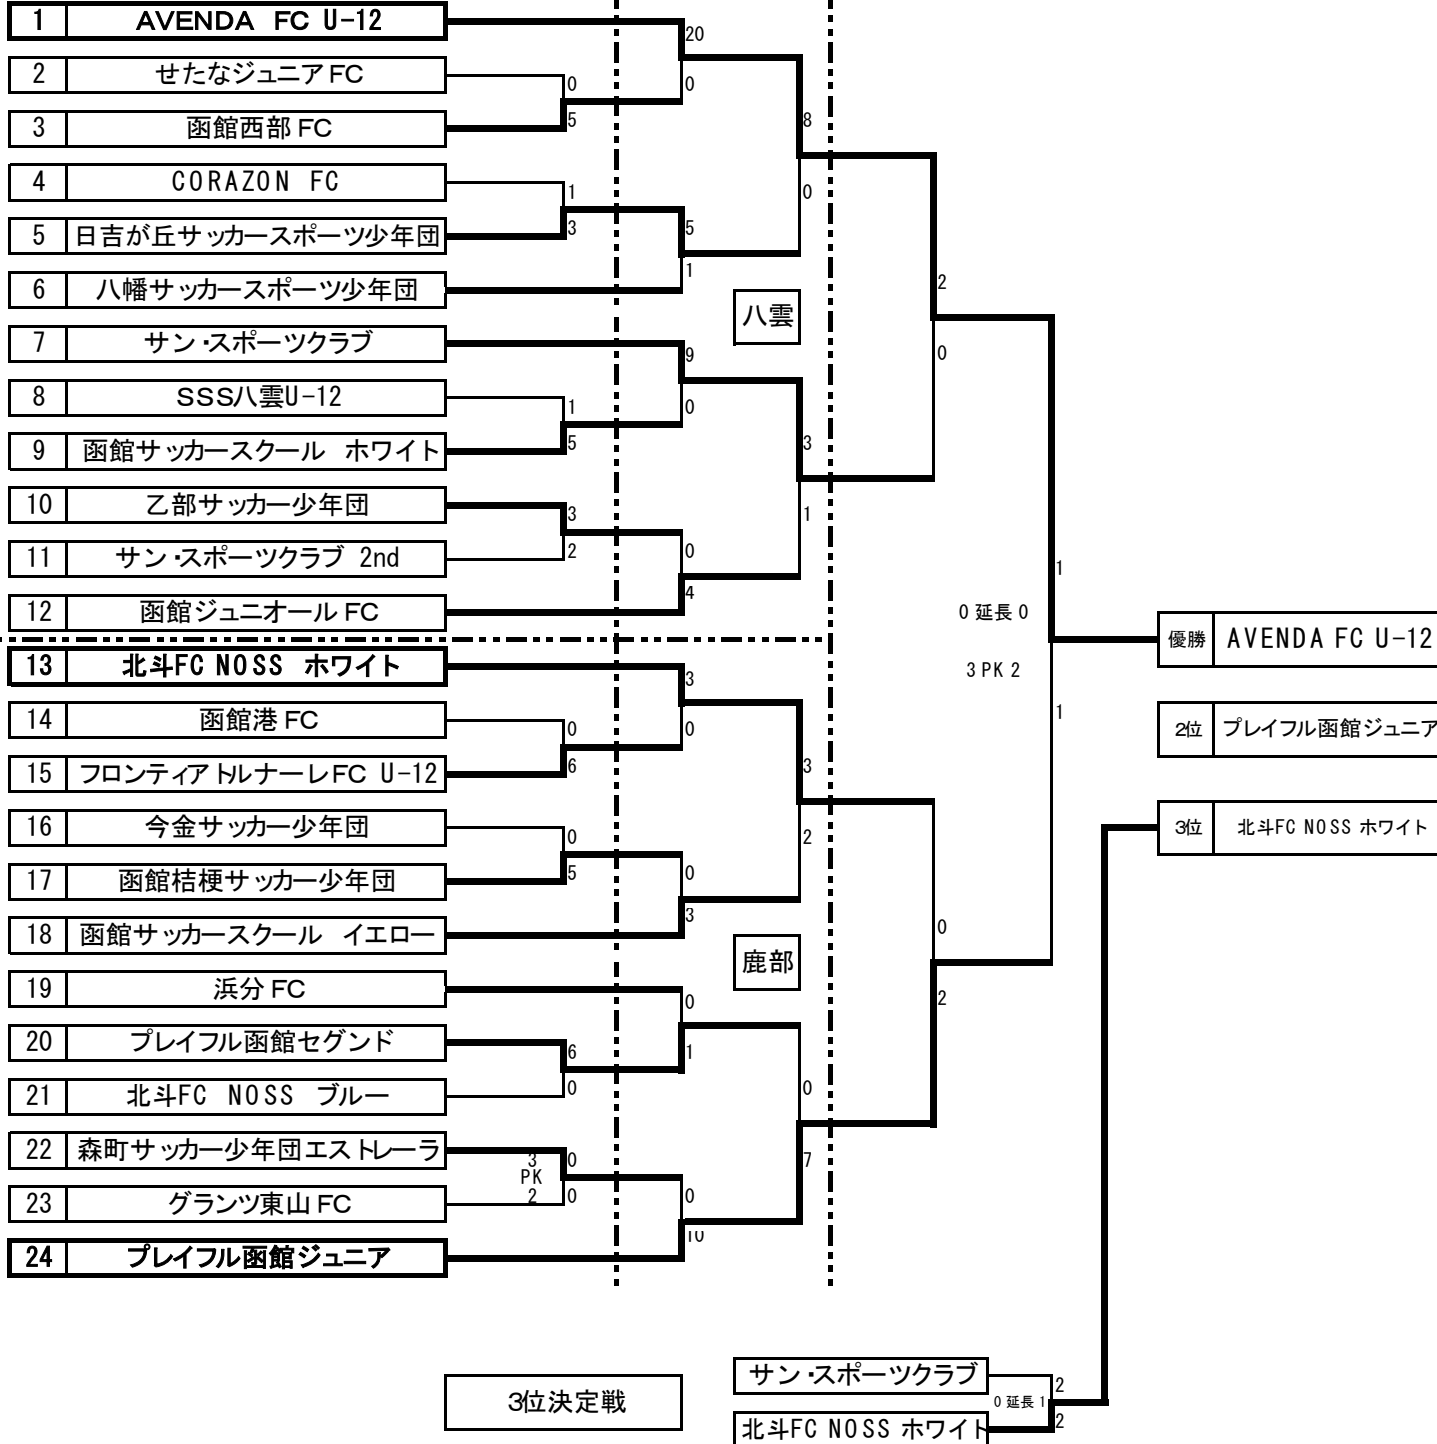 1 AVENDA FC U-12
20
2 せたなジュニアFC
0
0
3 函館西部FC
5
8
4 CORAZON FC
1
0
5 日吉が丘サッカースポーツ少年団
3
5
6 八幡サッカースポーツ少年団
1
2
八雲
7 サン・スポーツクラブ
9
0
8 SSS八雲U-12
1
0
9 函館サッカースクール ホワイト
5
3
10 乙部サッカー少年団
3
1
11 サン・スポーツクラブ 2nd
2
0
1
12 函館ジュニオールFC
4
0 延長 0
優勝 AVENDA FC U-12
13 北斗FC NOSS ホワイト
3
3 PK 2
14 函館港FC
0
0
1
2位 プレイフル函館ジュニア
15 フロンティアトルナーレFC U-12
6
3
16 今金サッカー少年団
0
2
3位 北斗FC NOSS ホワイト
17 函館桔梗サッカー少年団
5
0
18 函館サッカースクール イエロー
3
0
鹿部
19 浜分FC
0
2
20 プレイフル函館セグンド
6
1
21 北斗FC NOSS ブルー
0
0
22 森町サッカー少年団エストレーラ
3
0
PK
7
23 グランツ東山FC
2
0
0
24 プレイフル函館ジュニア
10
3位決定戦
サン・スポーツクラブ
2
0 延長 1
北斗FC NOSS ホワイト
2